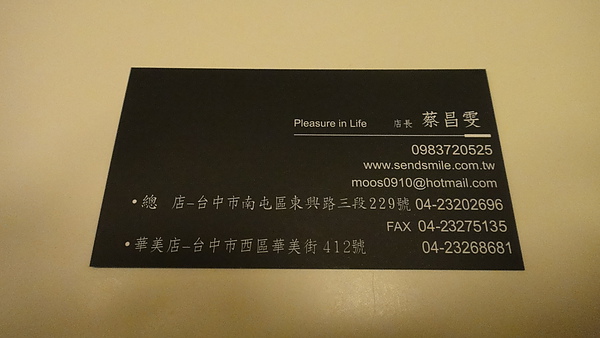 Pleasure in Life 店長 蔡昌雯
0983720525
www.sendsmile.com.tw
moos0910@hotmail.com
•總 店–台中市南屯區東興路三段229號 04-23202696
FAX 04-23275135
•華美店–台中市西區華美街412號 04-23268681